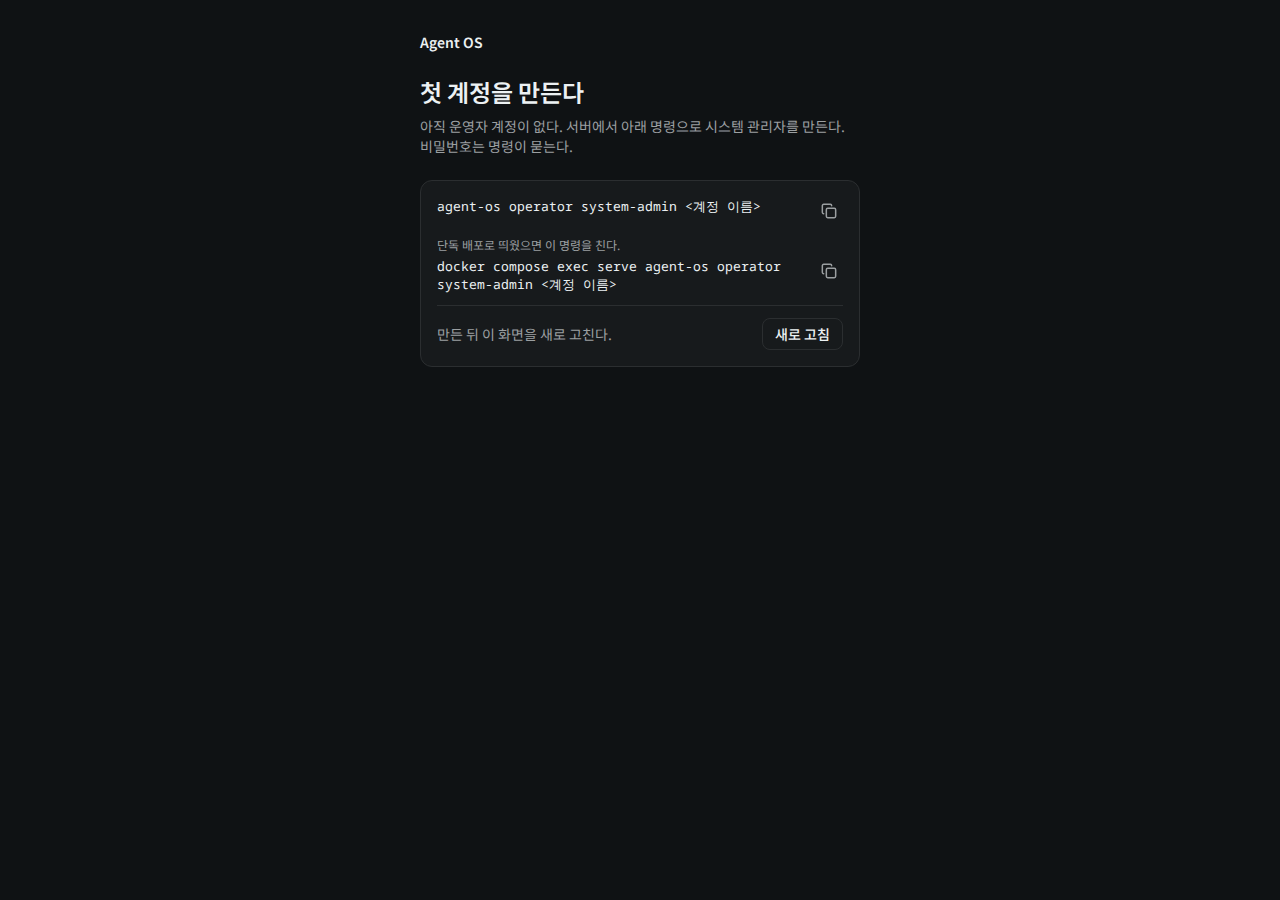 Agent OS
첫 계정을 만든다
아직 운영자 계정이 없다. 서버에서 아래 명령으로 시스템 관리자를 만든다.
비밀번호는 명령이 묻는다.
agent-os operator system-admin <계정 이름>
단독 배포로 띄웠으면 이 명령을 친다.
docker compose exec serve agent-os operator
system-admin <계정 이름>
만든 뒤 이 화면을 새로 고친다.
새로 고침